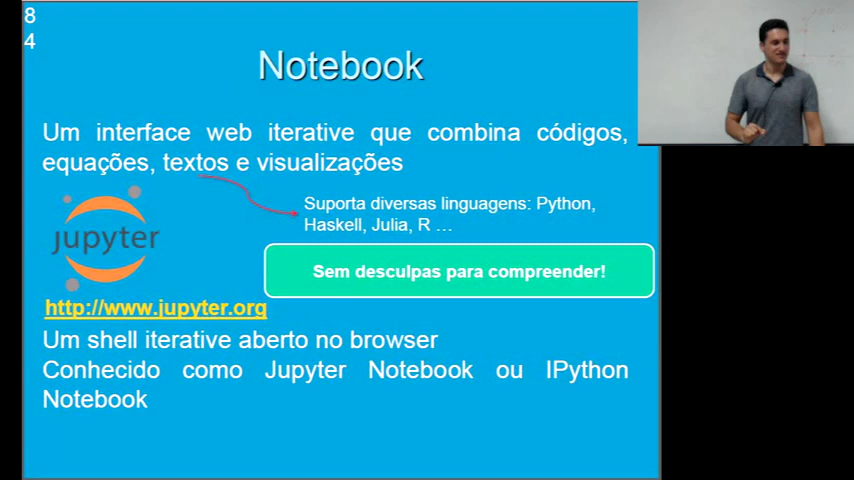 8
4
Notebook
Um interface web iterative que combina códigos,
equações, textos e visualizações
Suporta diversas linguagens: Python,
Haskell, Julia, R ...
jupyter
Sem desculpas para compreender!
http://www.jupyter.org
Um shell iterative aberto no browser
Conhecido como Jupyter Notebook ou IPython
Notebook